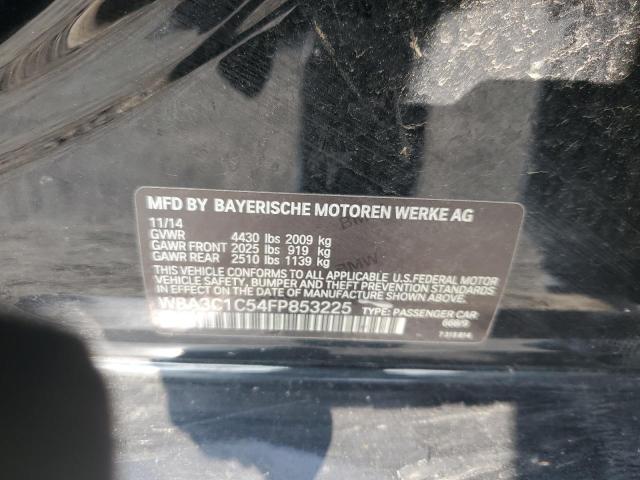 MFD BY BAYERISCHE MOTOREN WERKE AG
11/14
GVWR 4430 lbs 2009 kg
GAWR FRONT 2025 lbs 919 kg
GAWR REAR 2510 lbs 1139 kg
THIS VEHICLE CONFORMS TO ALL APPLICABLE U.S. FEDERAL MOTOR
VEHICLE SAFETY, BUMPER AND THEFT PREVENTION STANDARDS IN
EFFECT ON THE DATE OF MANUFACTURE SHOWN ABOVE.
WBA3C1C54FP853225 TYPE: PASSENGER CAR